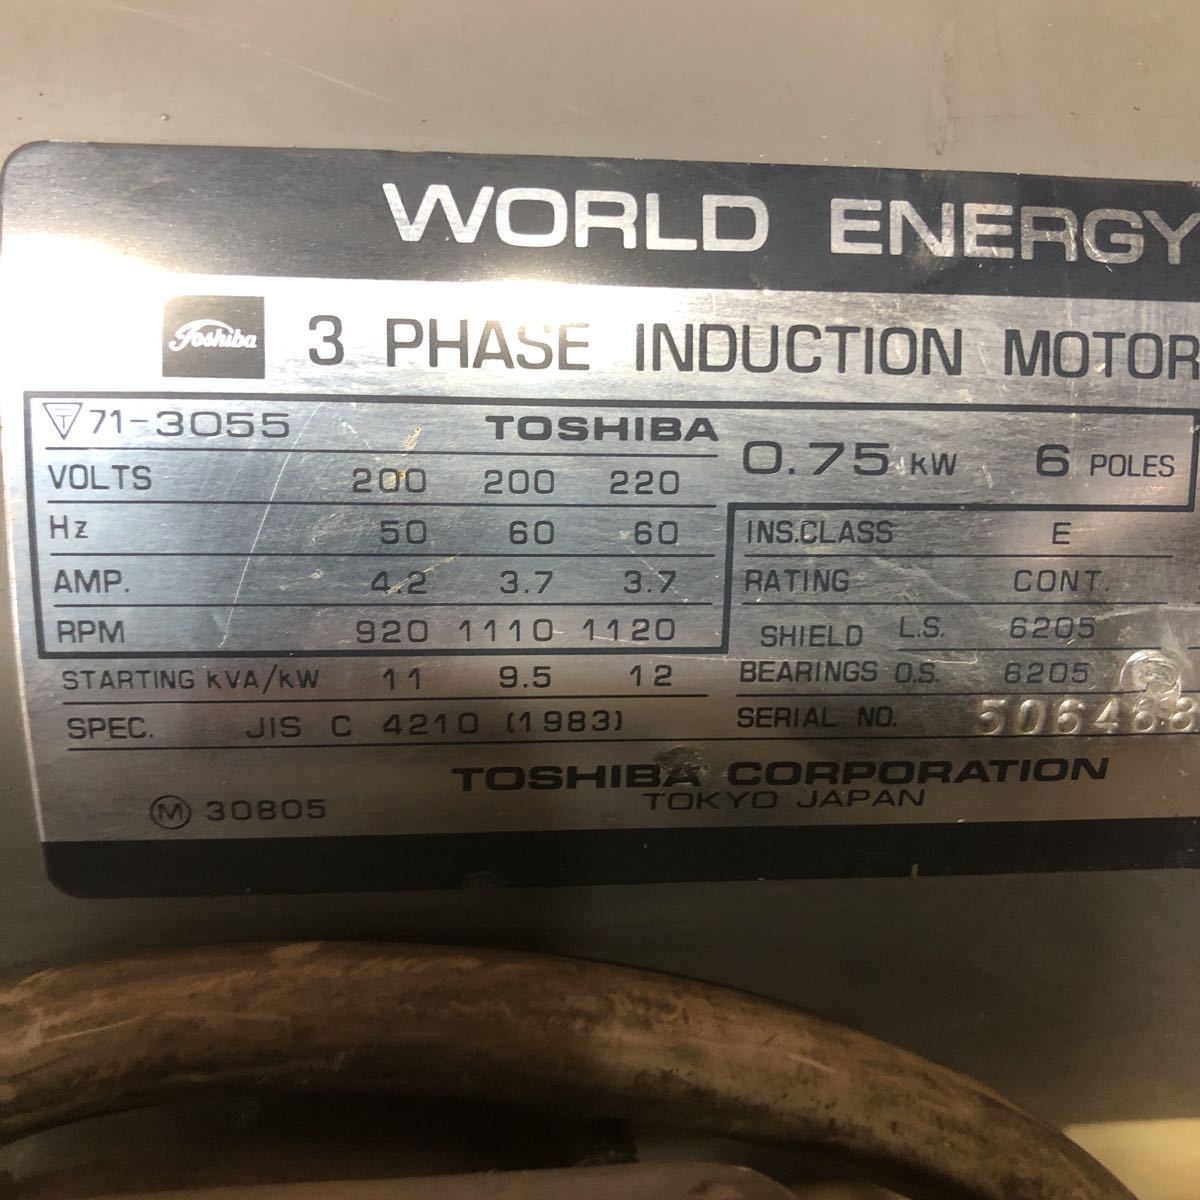 WORLD ENERGY
Toshiba 3 PHASE INDUCTION MOTOR
T 71-3055 TOSHIBA 0.75 kW 6 POLES
VOLTS 200 200 220
Hz 50 60 60
AMP. 4.2 3.7 3.7
RPM 920 1110 1120
STARTING kVA/kW 11 9.5 12
SPEC. JIS C 4210 (1983)
INS.CLASS E
RATING CONT.
SHIELD L.S. 6205
BEARINGS O.S. 6205
SERIAL NO. 506488
TOSHIBA CORPORATION
TOKYO JAPAN
M 30805